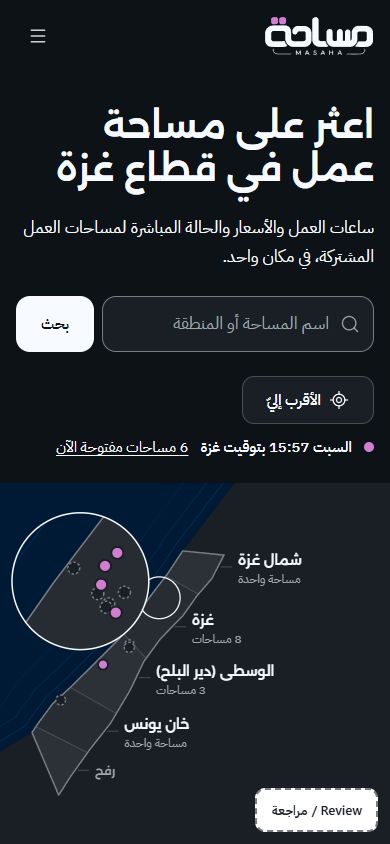 مساحة
MASAHA
اعثر على مساحة
عمل في قطاع غزة
ساعات العمل والأسعار والحالة المباشرة لمساحات العمل
المشتركة، في مكان واحد.
اسم المساحة أو المنطقة
بحث
الأقرب إليّ
السبت 15:57 بتوقيت غزة
6 مساحات مفتوحة الآن
شمال غزة
مساحة واحدة
غزة
8 مساحات
الوسطى (دير البلح)
3 مساحات
خان يونس
مساحة واحدة
رفح
مراجعة / Review